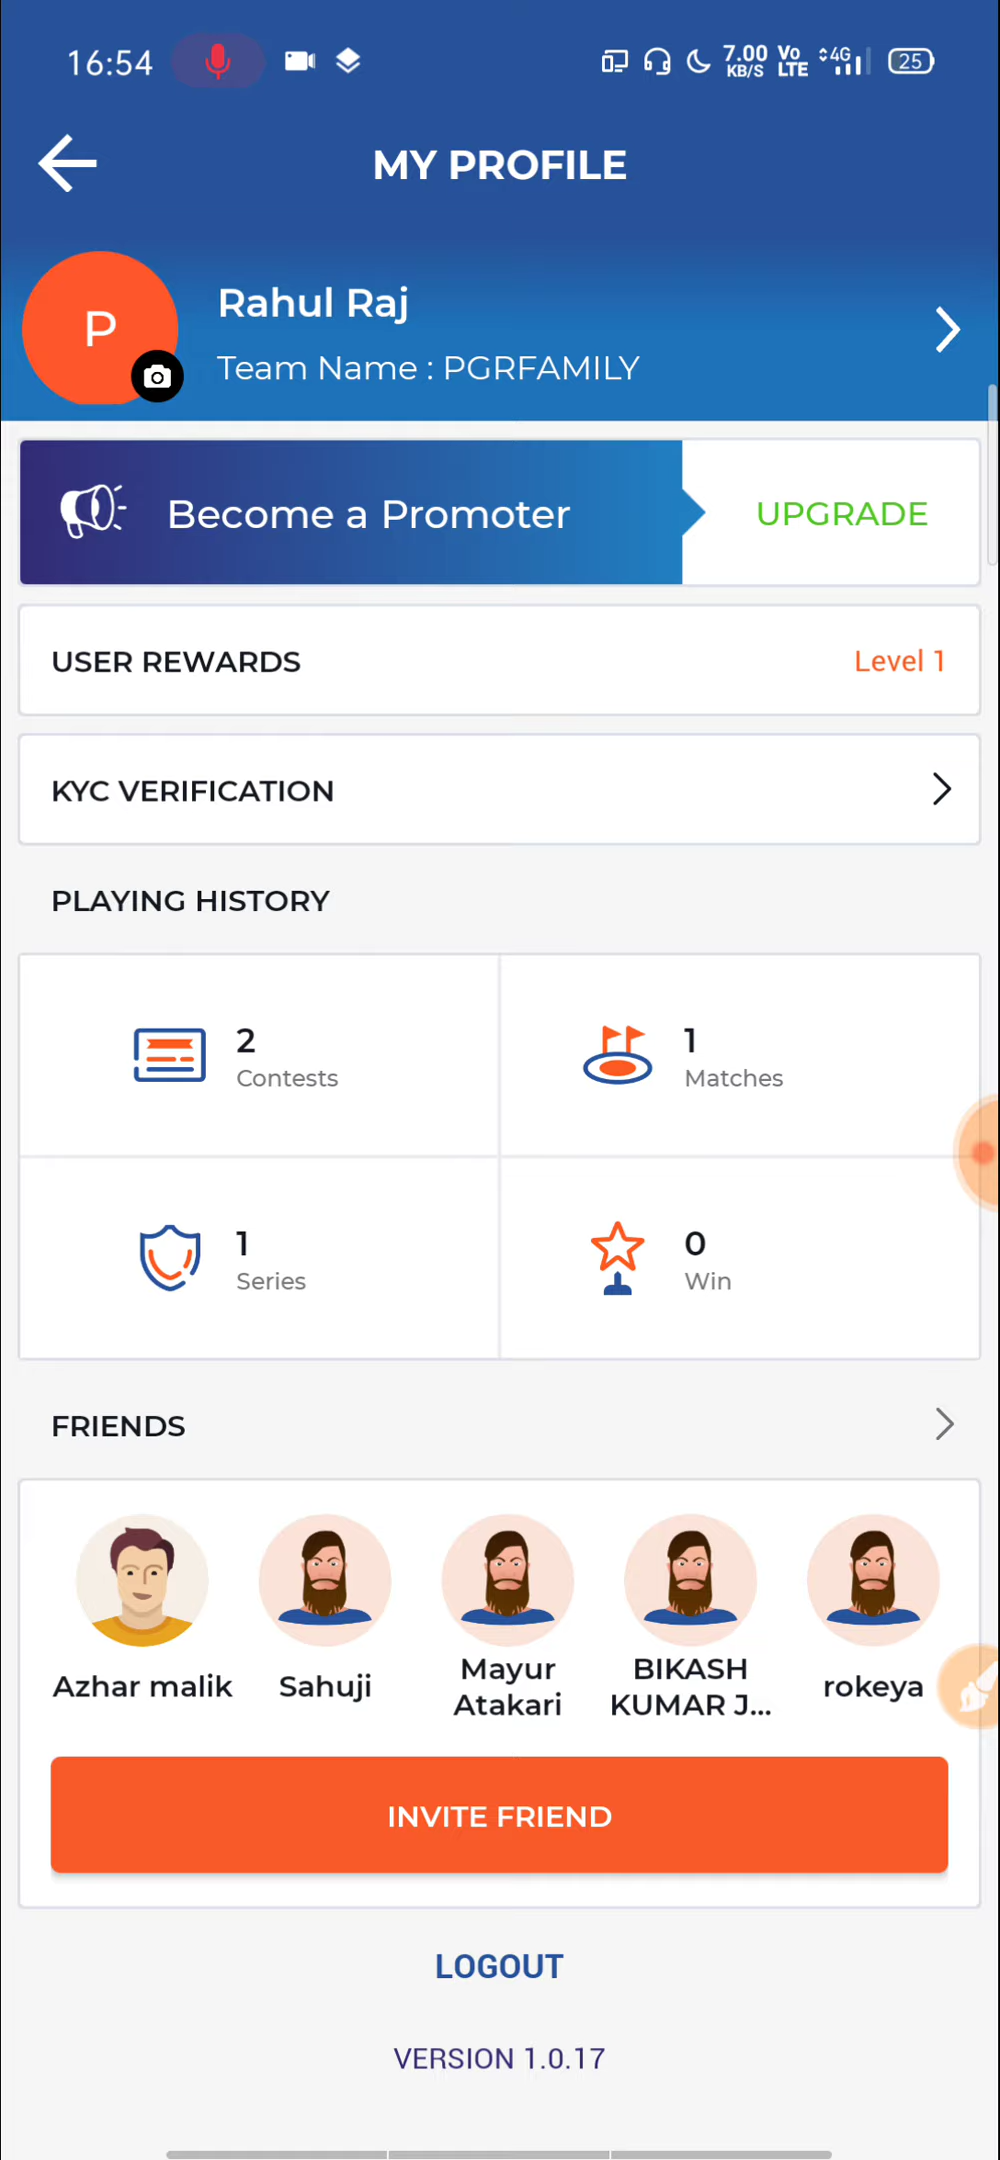 16:54 7.00 KB/S Vo LTE 4G 25
MY PROFILE
P
Rahul Raj
Team Name : PGRFAMILY
Become a Promoter UPGRADE
USER REWARDS Level 1
KYC VERIFICATION
PLAYING HISTORY
2
Contests
1
Matches
1
Series
0
Win
FRIENDS
Azhar malik
Sahuji
Mayur
Atakari
BIKASH
KUMAR J...
rokeya
INVITE FRIEND
LOGOUT
VERSION 1.0.17